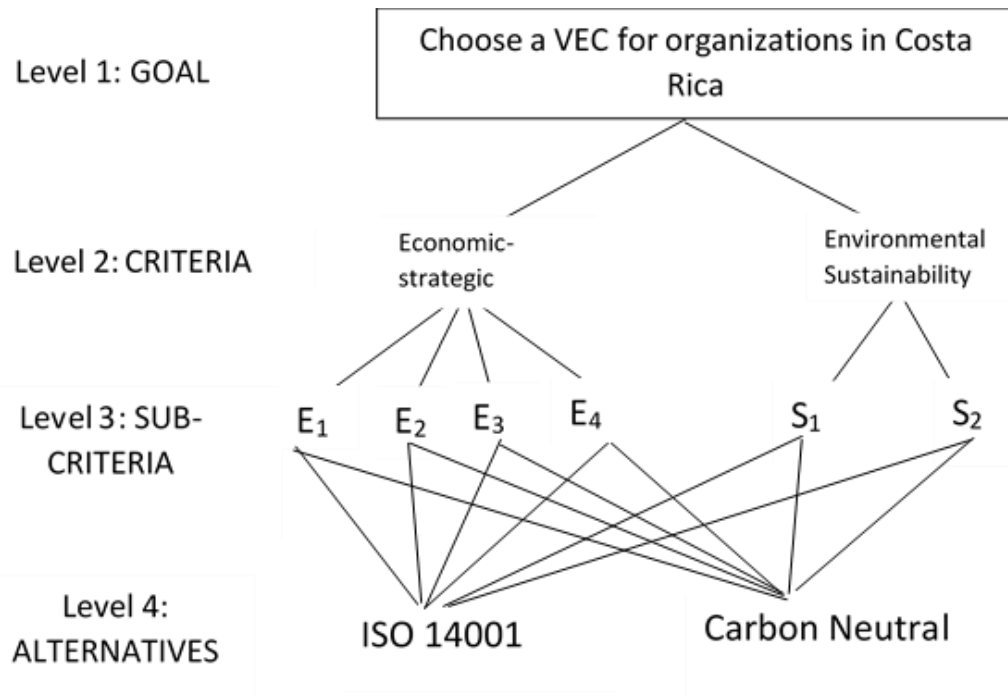 Choose a VEC for organizations in Costa
Rica
Level 1: GOAL
Level 2: CRITERIA
Economic-
strategic
Environmental
Sustainability
Level 3: SUB-
CRITERIA
E₁
E₂
E₃
E₄
S₁
S₂
Level 4:
ALTERNATIVES
ISO 14001
Carbon Neutral